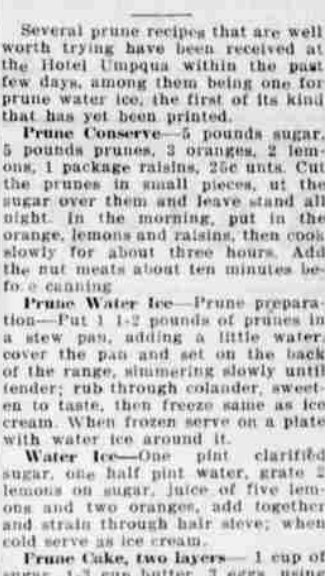 Several prune recipes that are well
worth trying have been received at
the Hotel Umpqua within the past
few days, among them being one for
prune water ice, the first of its kind
that has yet been printed.
Prune Conserve—5 pounds sugar,
5 pounds prunes, 3 oranges, 2 lem-
ons, 1 package raisins, 25c unts. Cut
the prunes in small pieces, ut the
sugar over them and leave stand all
night. In the morning, put in the
orange, lemons and raisins, then cook
slowly for about three hours. Add
the nut meats about ten minutes be-
fore canning
Prune Water Ice—Prune prepara-
tion—Put 1 1-2 pounds of prunes in
a stew pan, adding a little water,
cover the pan and set on the back
of the range, simmering slowly until
tender; rub through colander, sweet-
en to taste, then freeze same as ice
cream. When frozen serve on a plate
with water ice around it.
Water Ice—One pint clarified
sugar, one half pint water, grate 2
lemons on sugar, juice of five lem-
ons and two oranges, add together
and strain through hair sieve; when
cold serve as ice cream.
Prune Cake, two layers— 1 cup of
sugar, 1-2 cup butter, 2 eggs, using